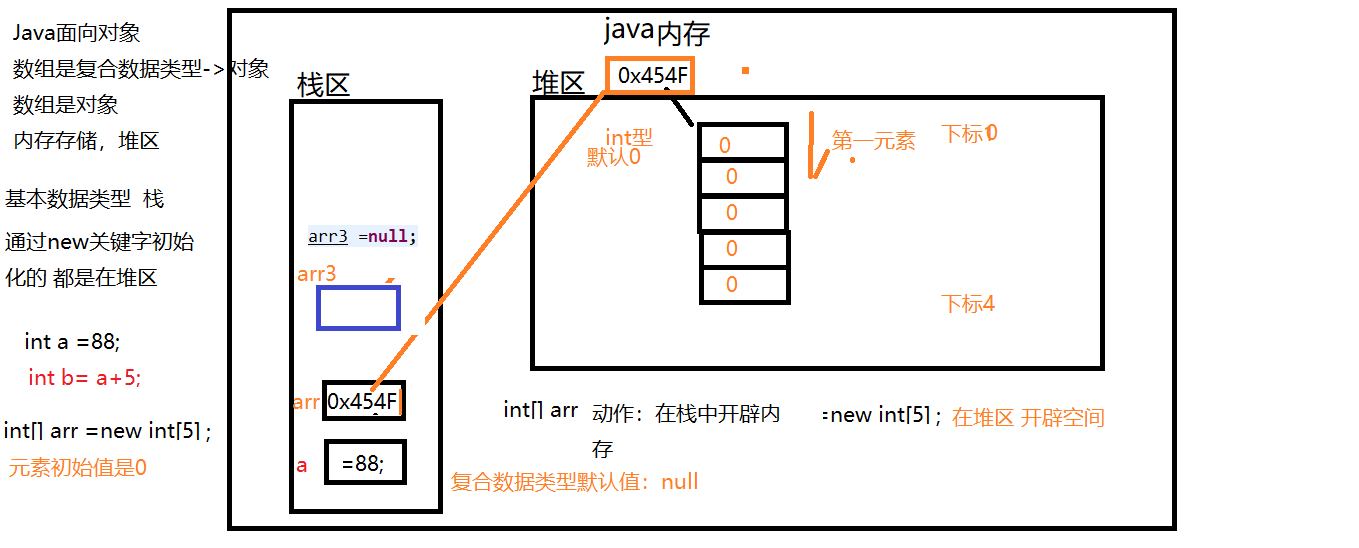 Java面向对象
数组是复合数据类型->对象
数组是对象
内存存储，堆区
基本数据类型 栈
通过new关键字初始
化的 都是在堆区
int a =88;
int b= a+5;
int[] arr =new int[5] ;
元素初始值是0
java内存
栈区
arr3 =null;
arr3
arr
0x454F
a
=88;
堆区
0x454F
int型
默认0
0
0
0
0
0
第一元素
下标0
下标4
int[] arr
动作：在栈中开辟内
存
=new int[5] ;
在堆区 开辟空间
复合数据类型默认值：null